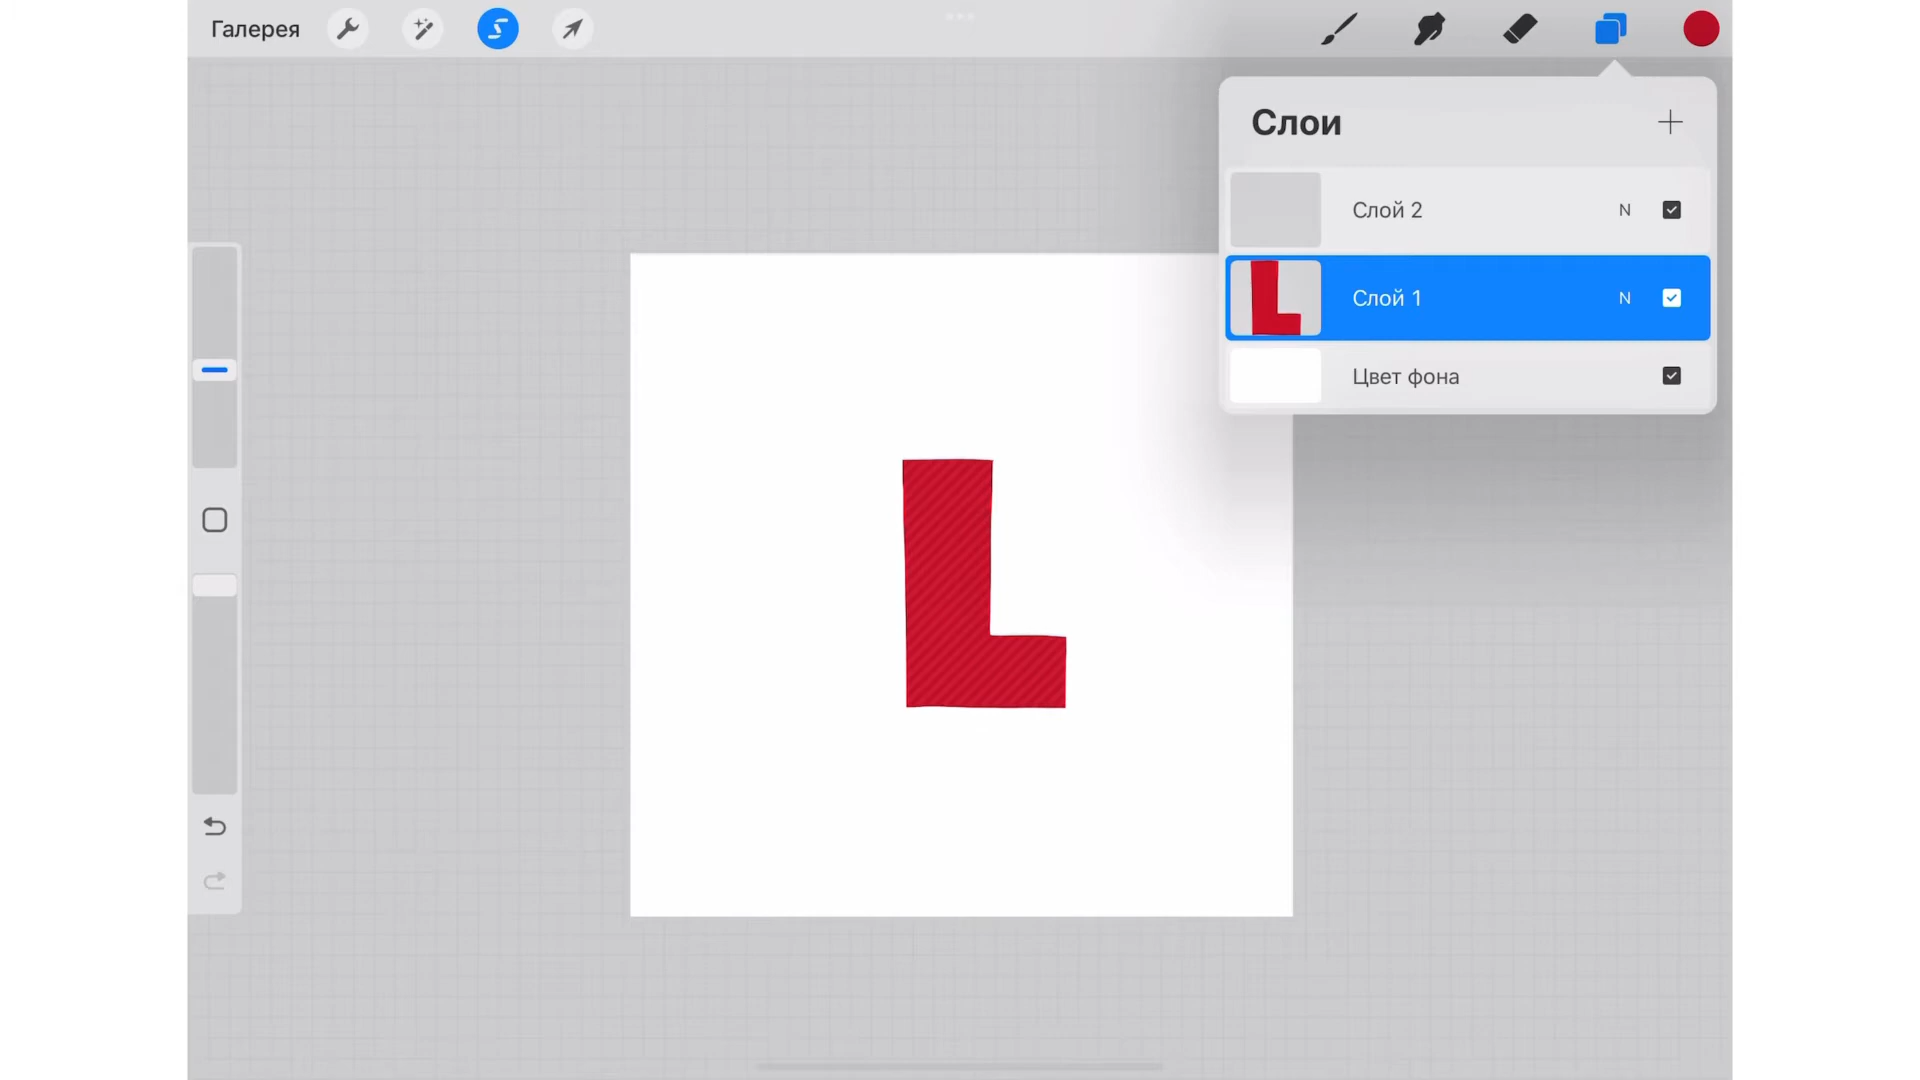 Галерея
Слои
Слой 2 N
Слой 1 N
Цвет фона
L